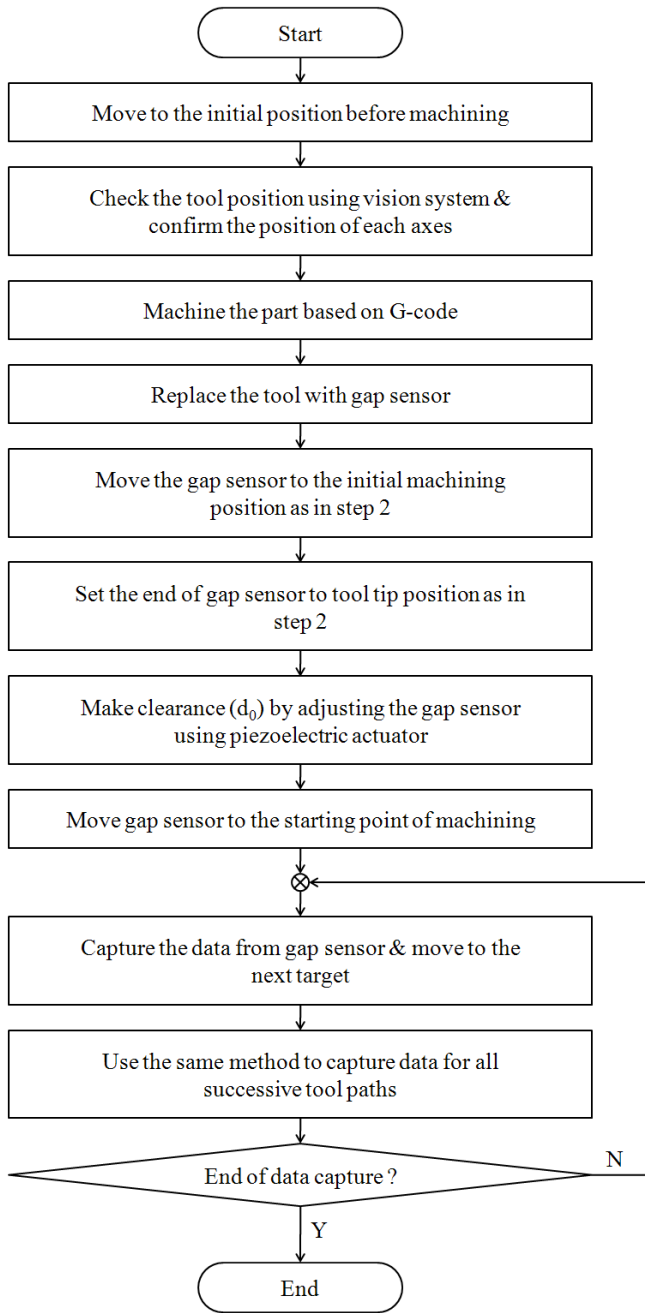 Start
Move to the initial position before machining
Check the tool position using vision system &
confirm the position of each axes
Machine the part based on G-code
Replace the tool with gap sensor
Move the gap sensor to the initial machining
position as in step 2
Set the end of gap sensor to tool tip position as in
step 2
Make clearance (d₀) by adjusting the gap sensor
using piezoelectric actuator
Move gap sensor to the starting point of machining
Capture the data from gap sensor & move to the
next target
Use the same method to capture data for all
successive tool paths
End of data capture ?
N
Y
End